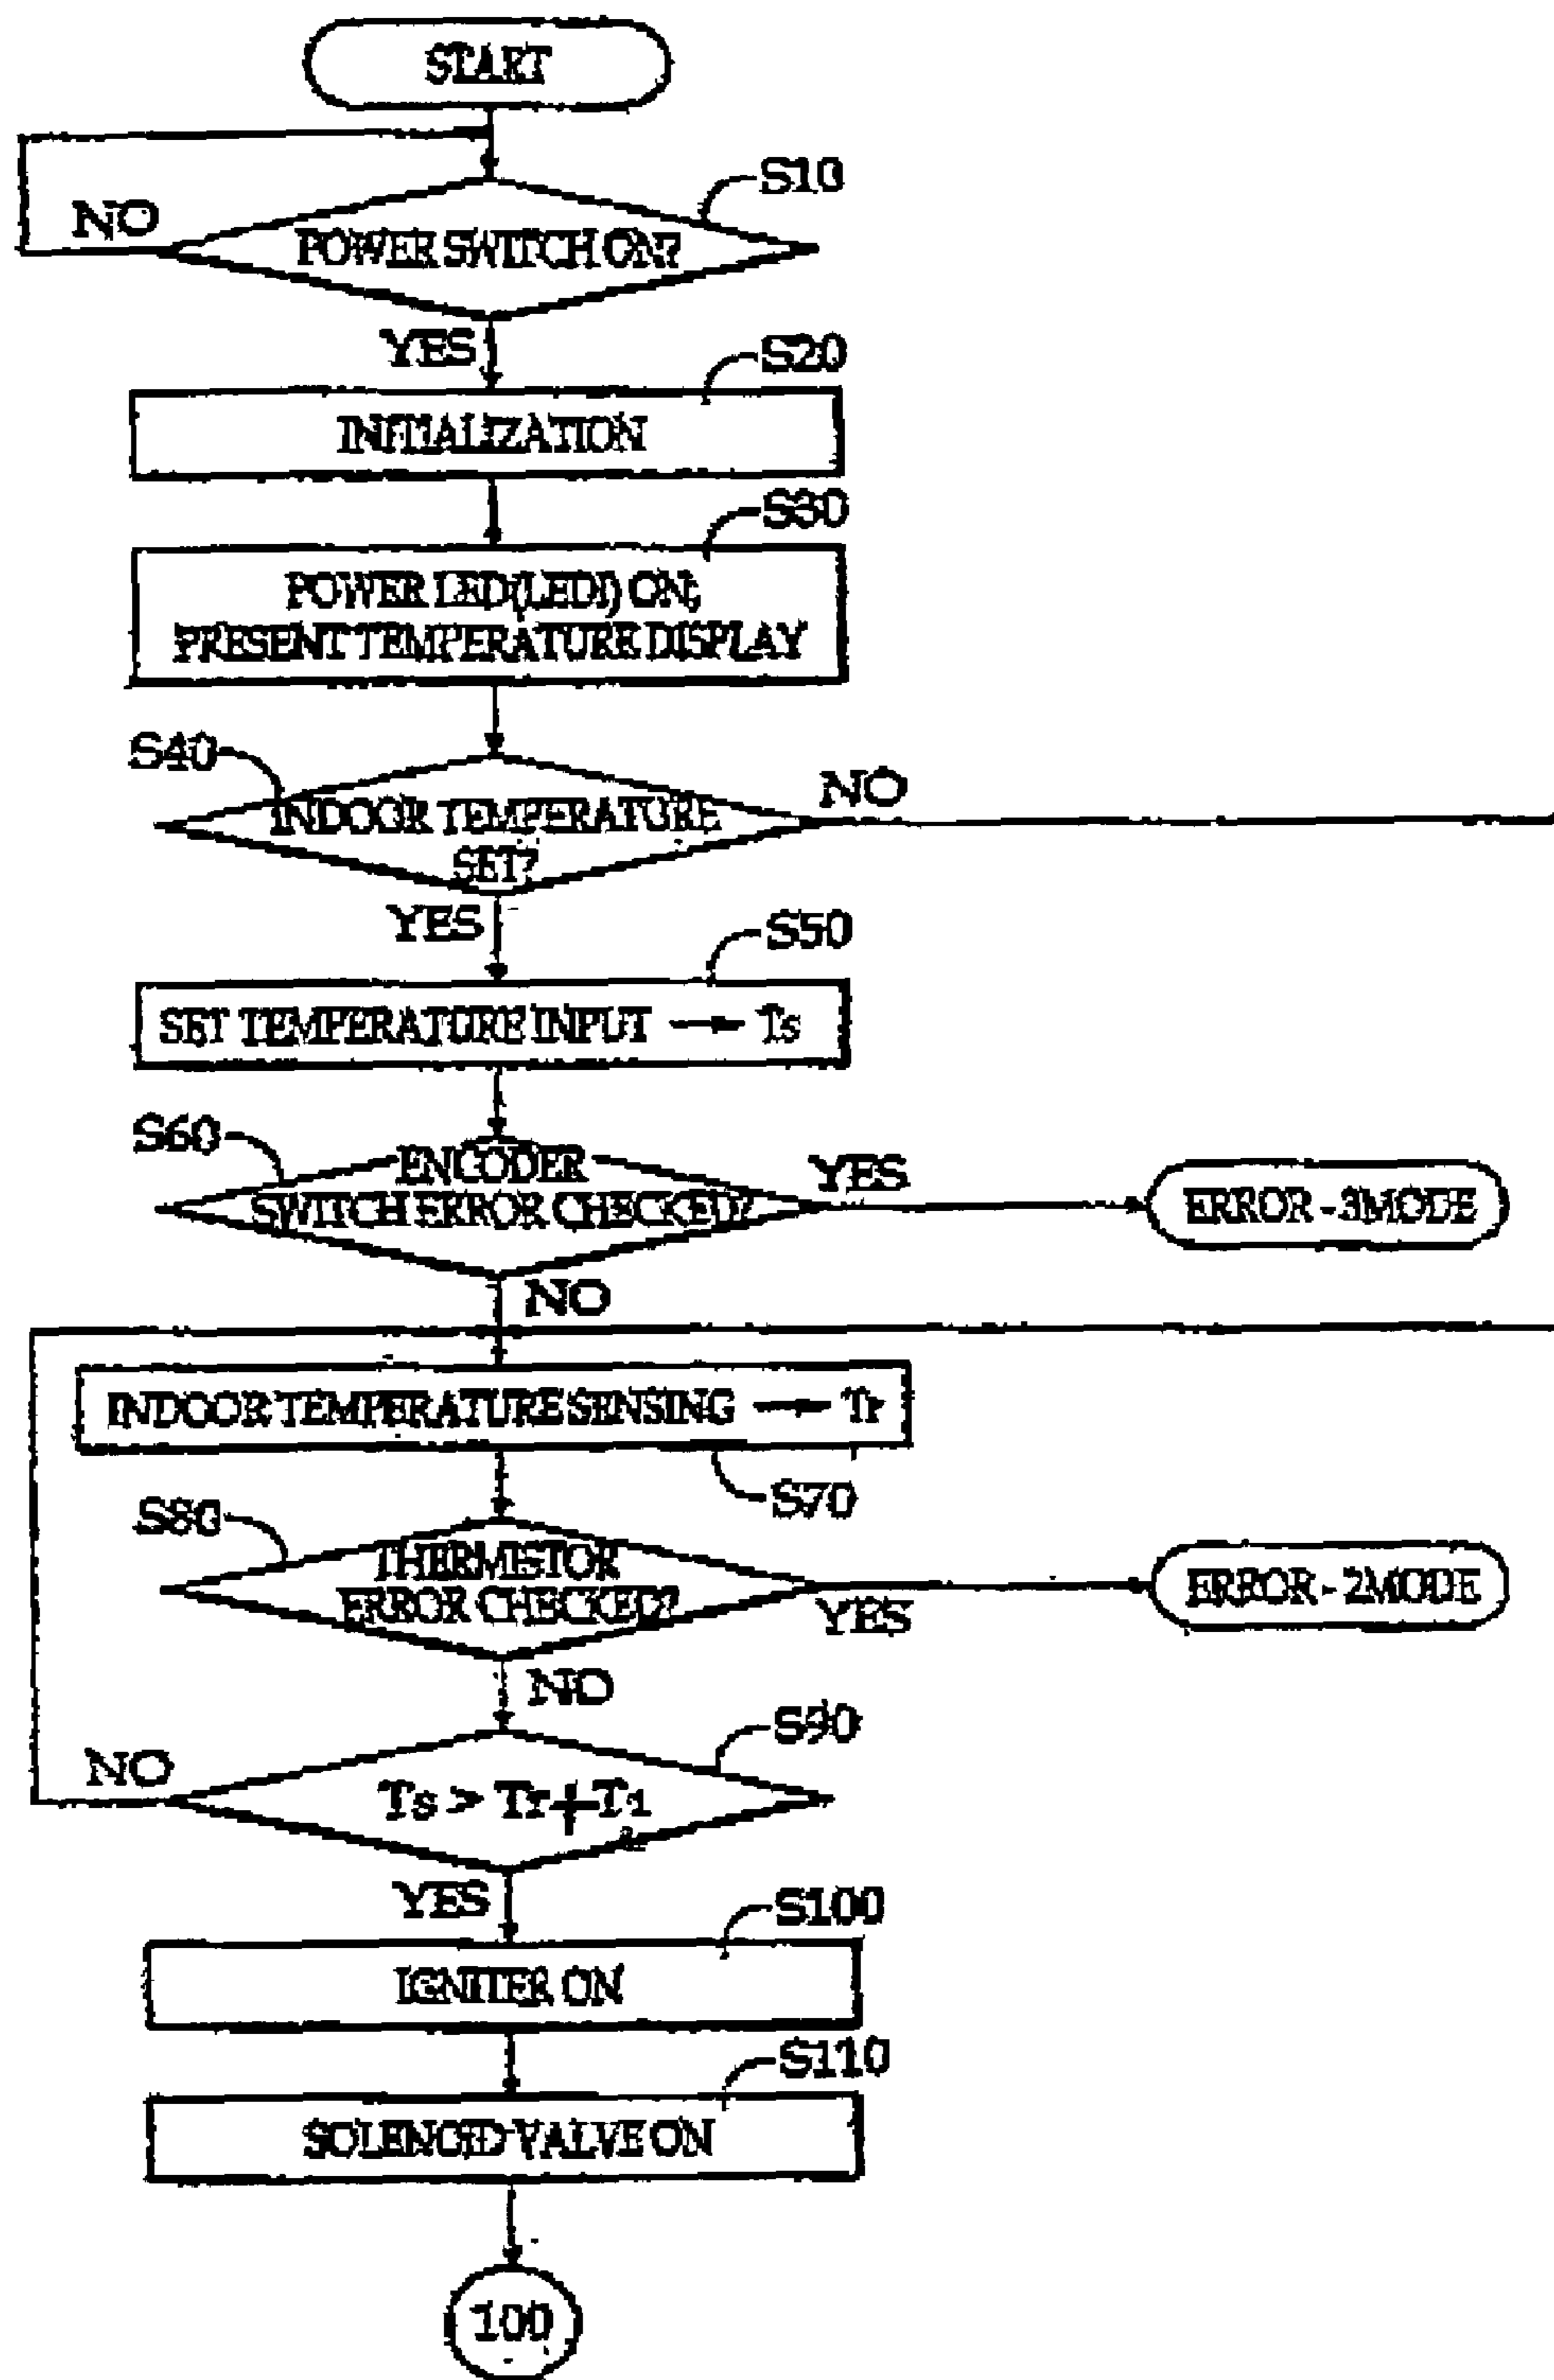 START
S10
NO
POWER SWITCH ON?
YES
S20
INITIALIZATION
S30
POWER LED(LED1) ON;
PRESENT TEMPERATURE DISPLAY
S40
NO
INDOOR TEMPERATURE
SET?
YES
S50
SET TEMPERATURE INPUT → Ts
S60
ENCODER
SWITCH ERROR CHECKED?
YES
ERROR - 3MODE
NO
INDOOR TEMPERATURE SENSING → Tr
S70
S80
THERMISTOR
ERROR CHECKED?
YES
ERROR - 2MODE
NO
S90
NO
Ts > Tr + T1
YES
S100
IGNITER ON
S110
SOLENOID VALVE ON
100